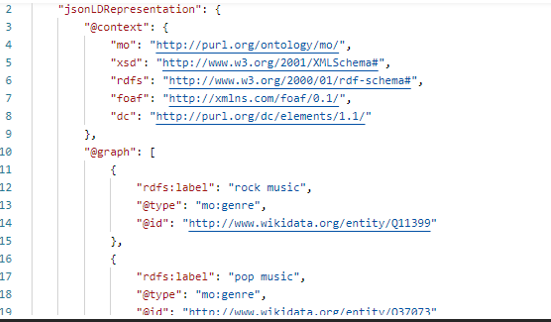 2 "jsonLDRepresentation": {
3 "@context": {
4 "mo": "http://purl.org/ontology/mo/",
5 "xsd": "http://www.w3.org/2001/XMLSchema#",
6 "rdfs": "http://www.w3.org/2000/01/rdf-schema#",
7 "foaf": "http://xmlns.com/foaf/0.1/",
8 "dc": "http://purl.org/dc/elements/1.1/"
9 },
10 "@graph": [
11 {
12 "rdfs:label": "rock music",
13 "@type": "mo:genre",
14 "@id": "http://www.wikidata.org/entity/Q11399"
15 },
16 {
17 "rdfs:label": "pop music",
18 "@type": "mo:genre",
19 "@id": "http://www.wikidata.org/entity/Q37073"